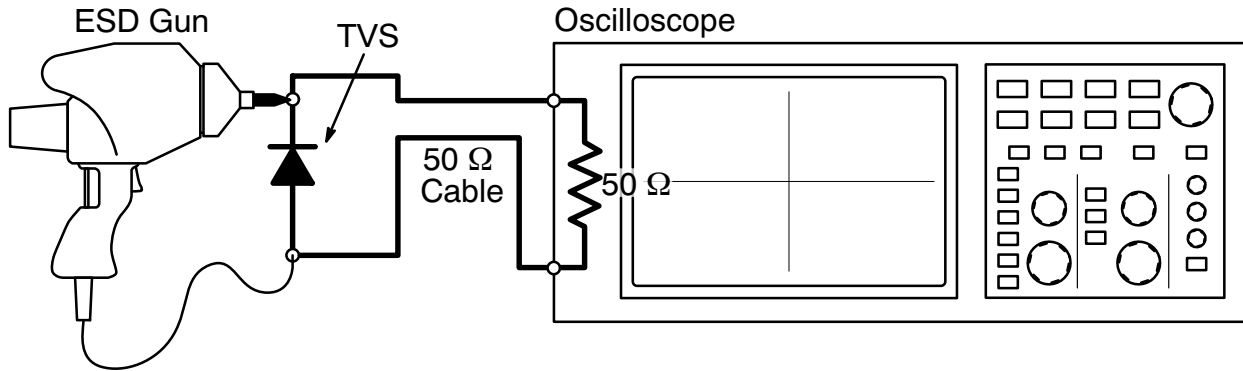 ESD Gun
TVS
Oscilloscope
50 Ω
Cable
50 Ω